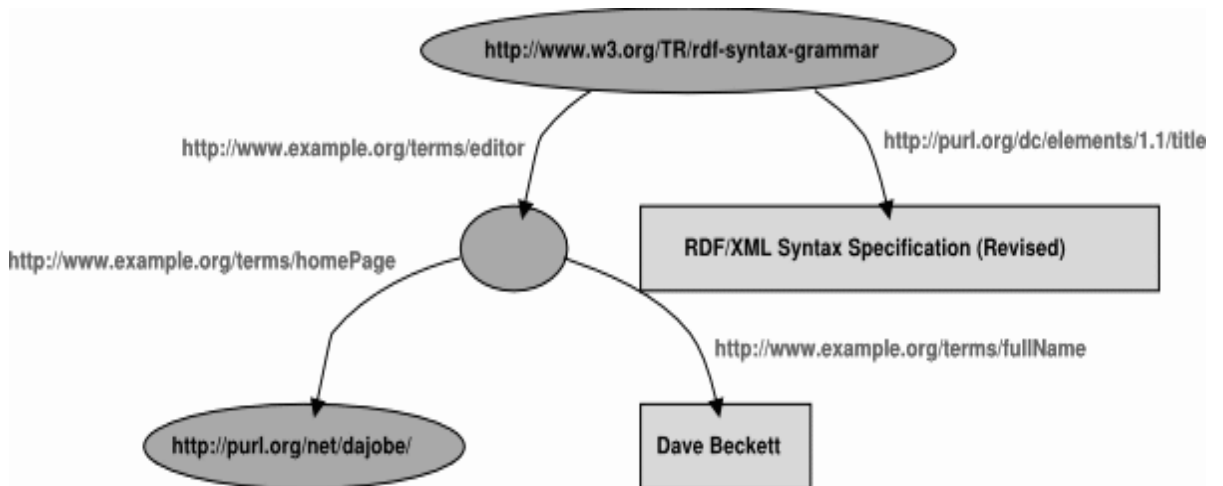 http://www.w3.org/TR/rdf-syntax-grammar
http://www.example.org/terms/editor
http://purl.org/dc/elements/1.1/title
http://www.example.org/terms/homePage
RDF/XML Syntax Specification (Revised)
http://www.example.org/terms/fullName
http://purl.org/net/dajobe/
Dave Beckett